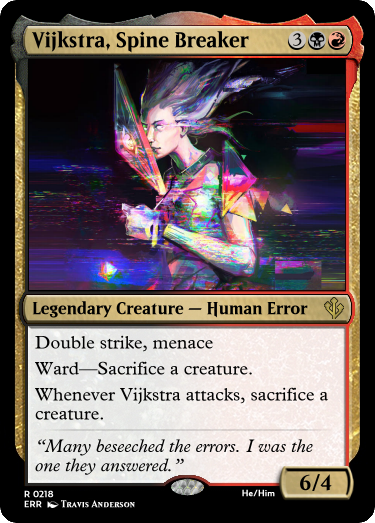 Vijkstra, Spine Breaker 3
Legendary Creature — Human Error
Double strike, menace
Ward—Sacrifice a creature.
Whenever Vijkstra attacks, sacrifice a
creature.
“Many beseeched the errors. I was the
one they answered.”
6/4
R 0218
He/Him
ERR Travis Anderson